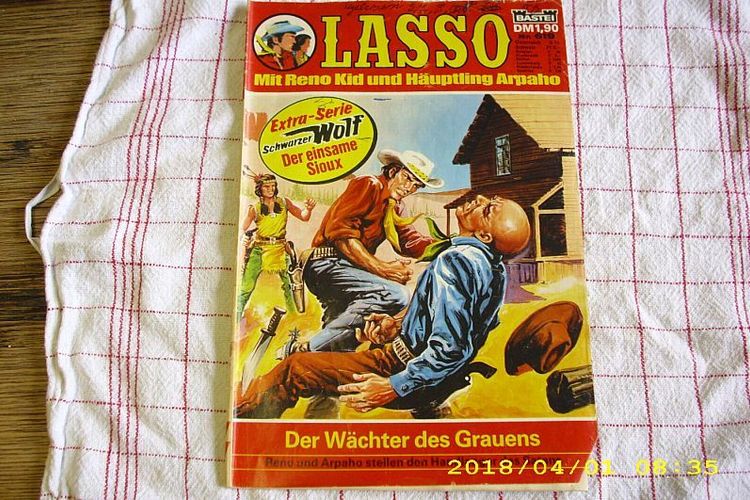 BASTEI
LASSO
DM 1,90
Mit Reno Kid und Häuptling Arpaho
Extra-Serie
Schwarzer Wolf
Der einsame
Sioux
Der Wächter des Grauens
Reno und Arpaho stellen den
2018/04/01 08:35